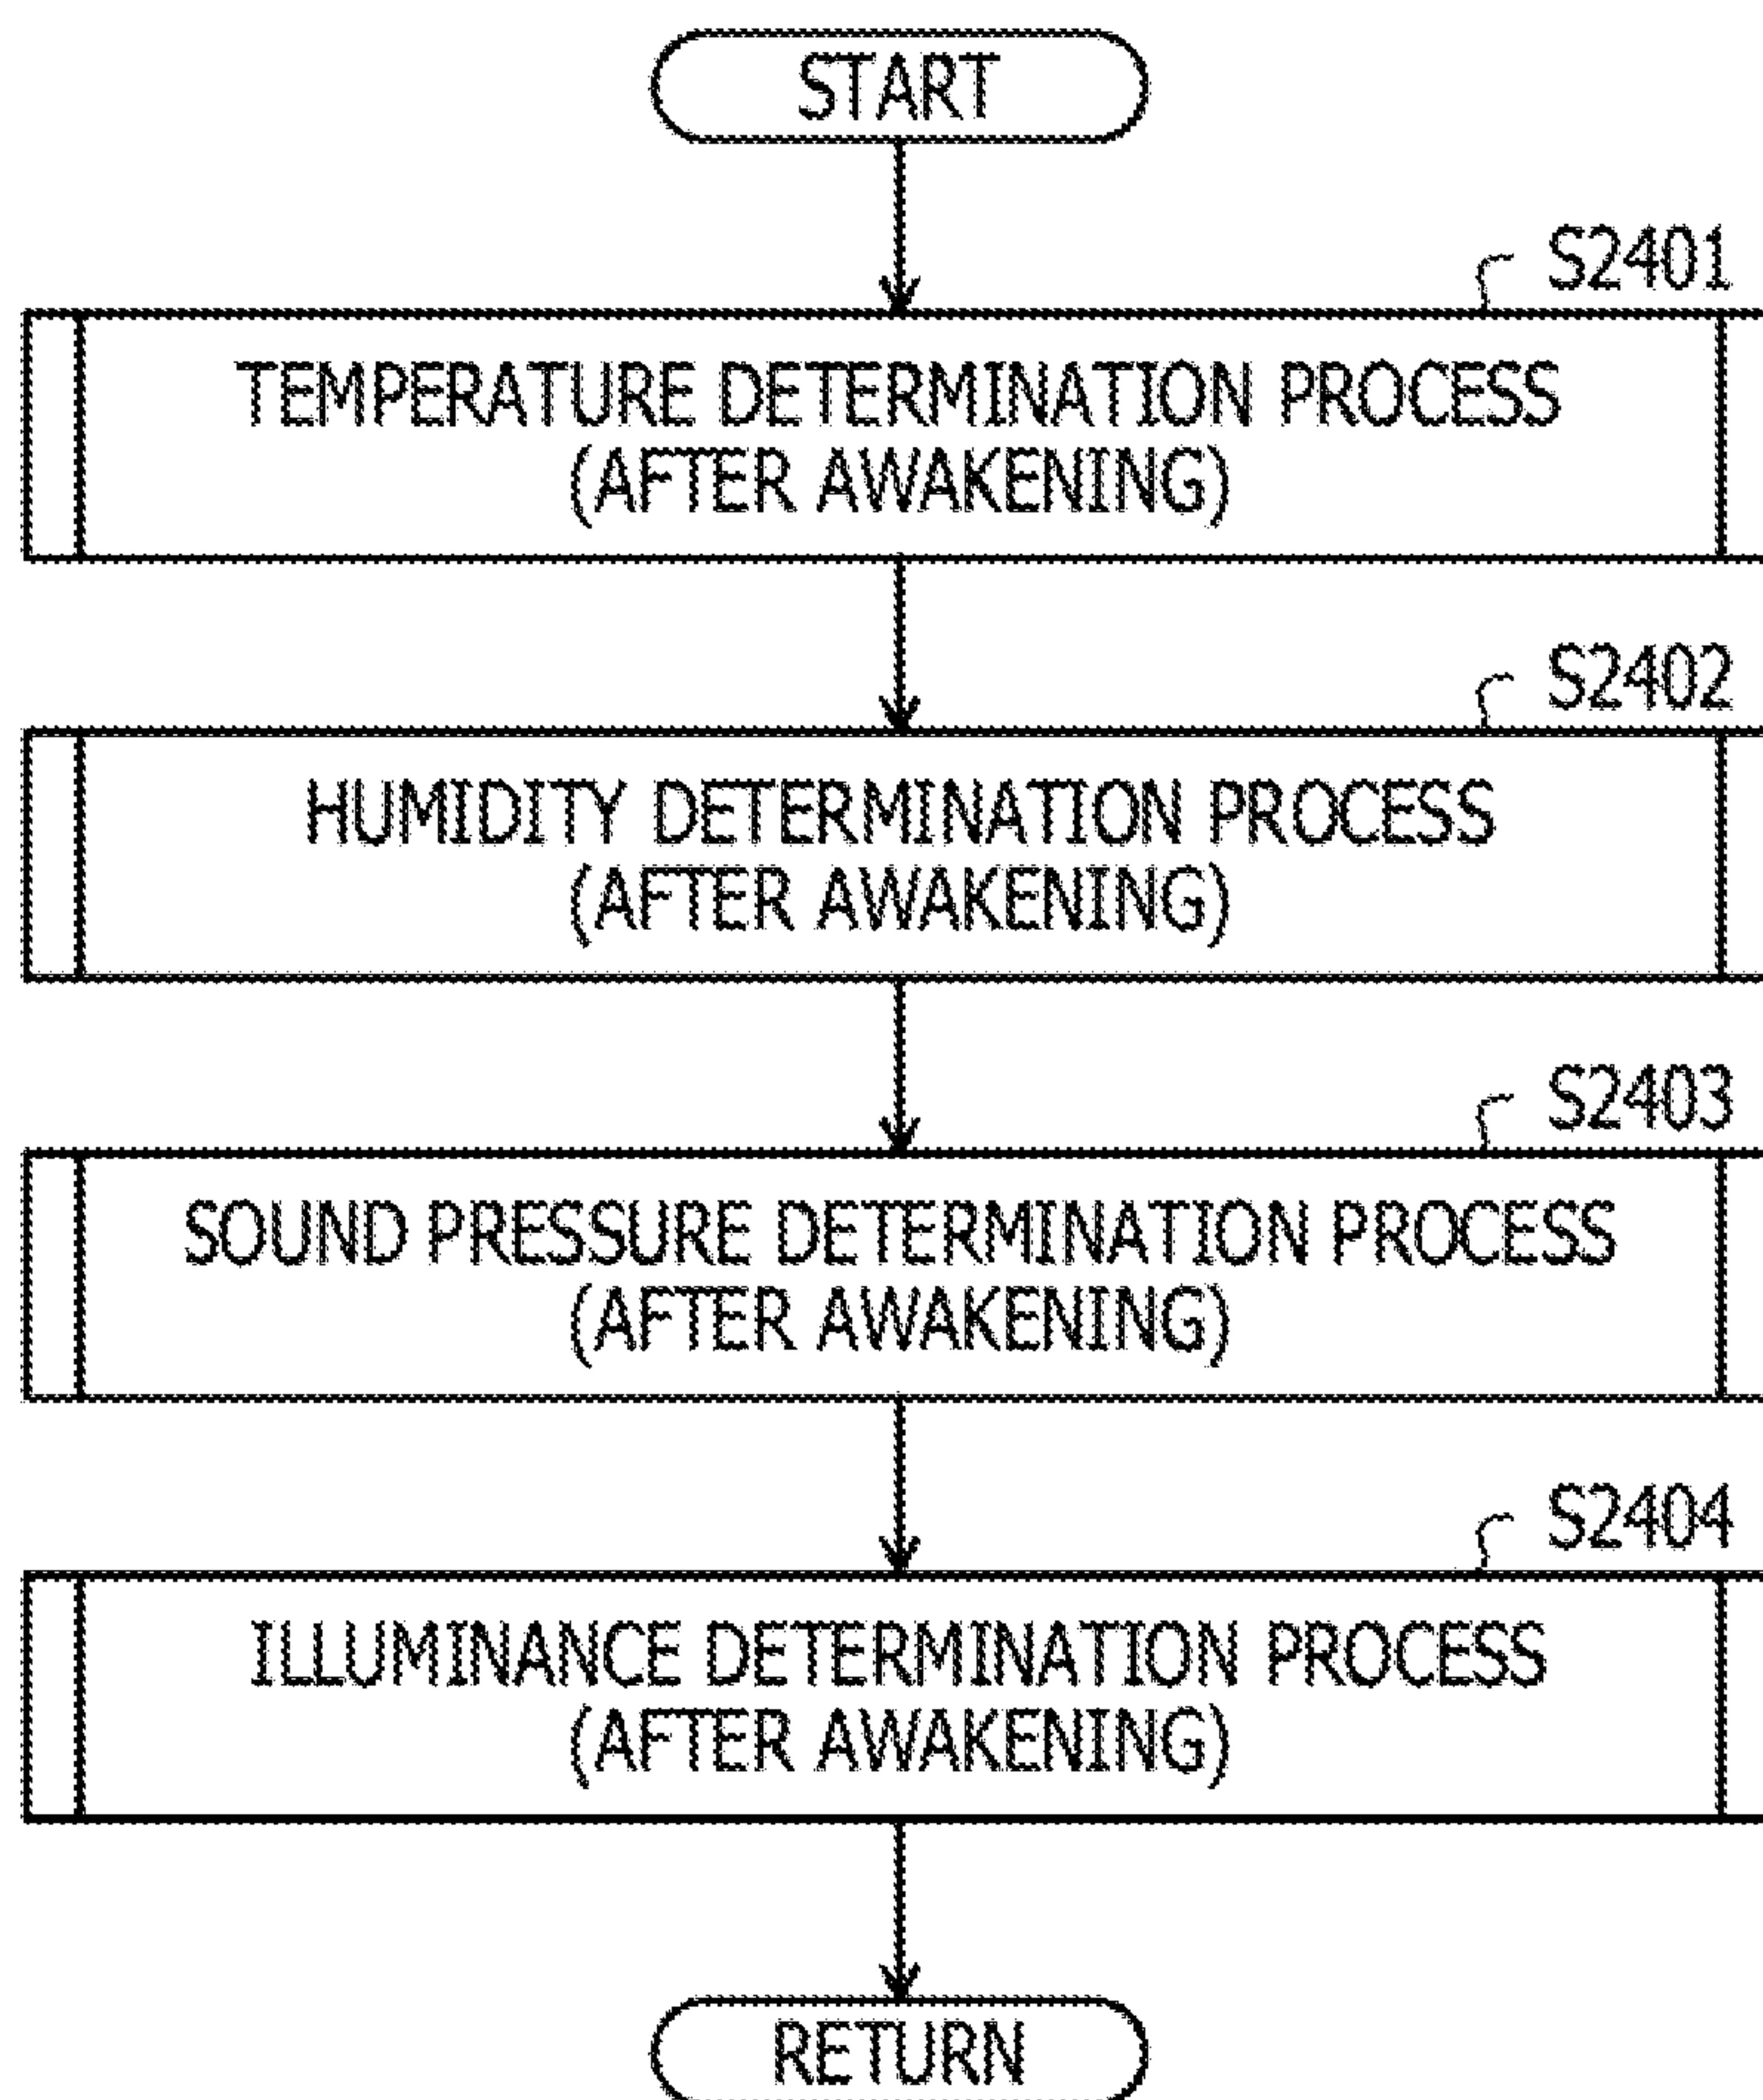 START
S2401
TEMPERATURE DETERMINATION PROCESS
(AFTER AWAKENING)
S2402
HUMIDITY DETERMINATION PROCESS
(AFTER AWAKENING)
S2403
SOUND PRESSURE DETERMINATION PROCESS
(AFTER AWAKENING)
S2404
ILLUMINANCE DETERMINATION PROCESS
(AFTER AWAKENING)
RETURN